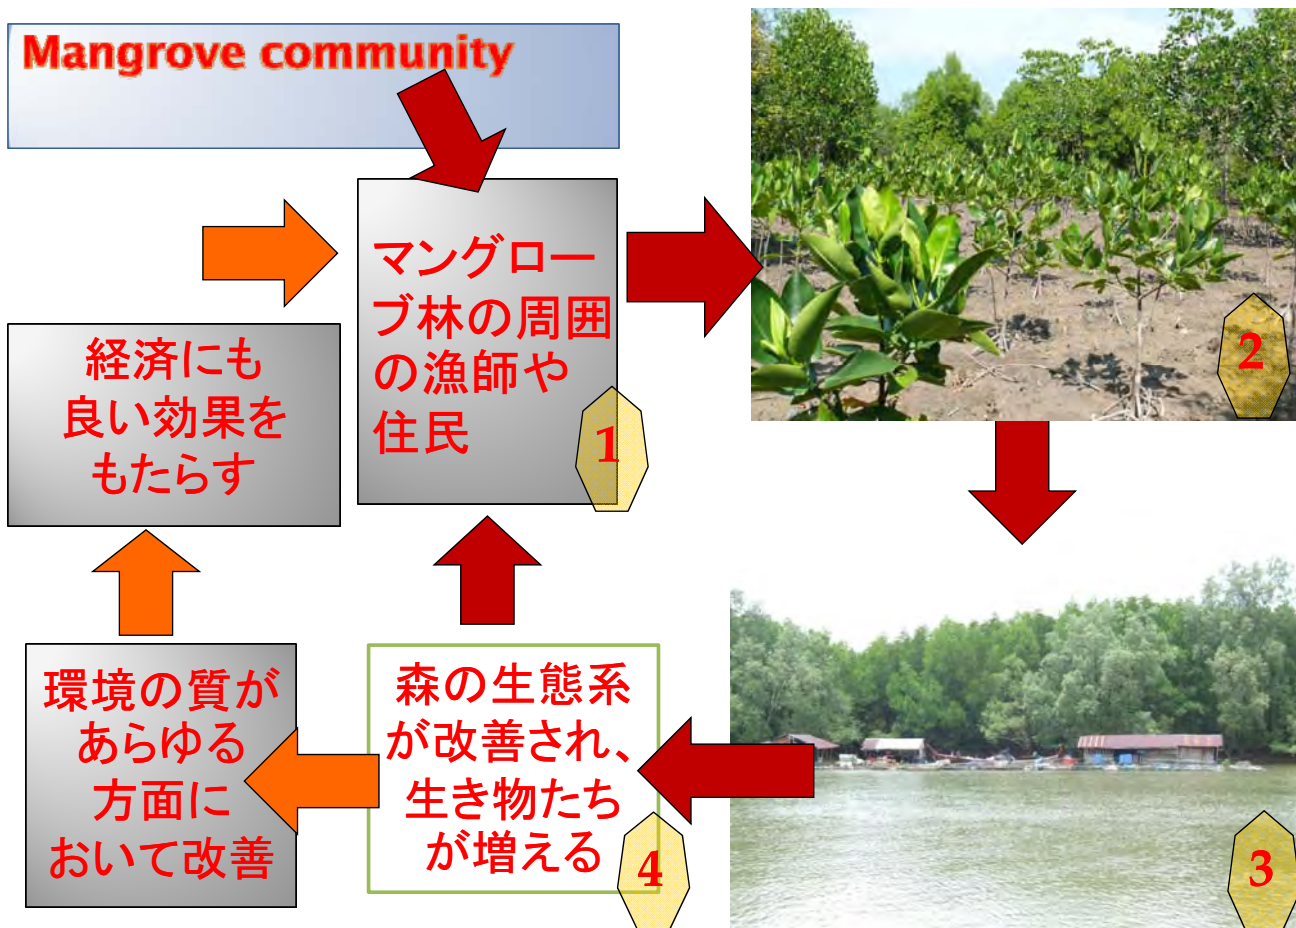 Mangrove community
マングロー
ブ林の周囲
の漁師や
住民
1
2
経済にも
良い効果を
もたらす
環境の質が
あらゆる
方面に
おいて改善
森の生態系
が改善され、
生き物たち
が増える
4
3